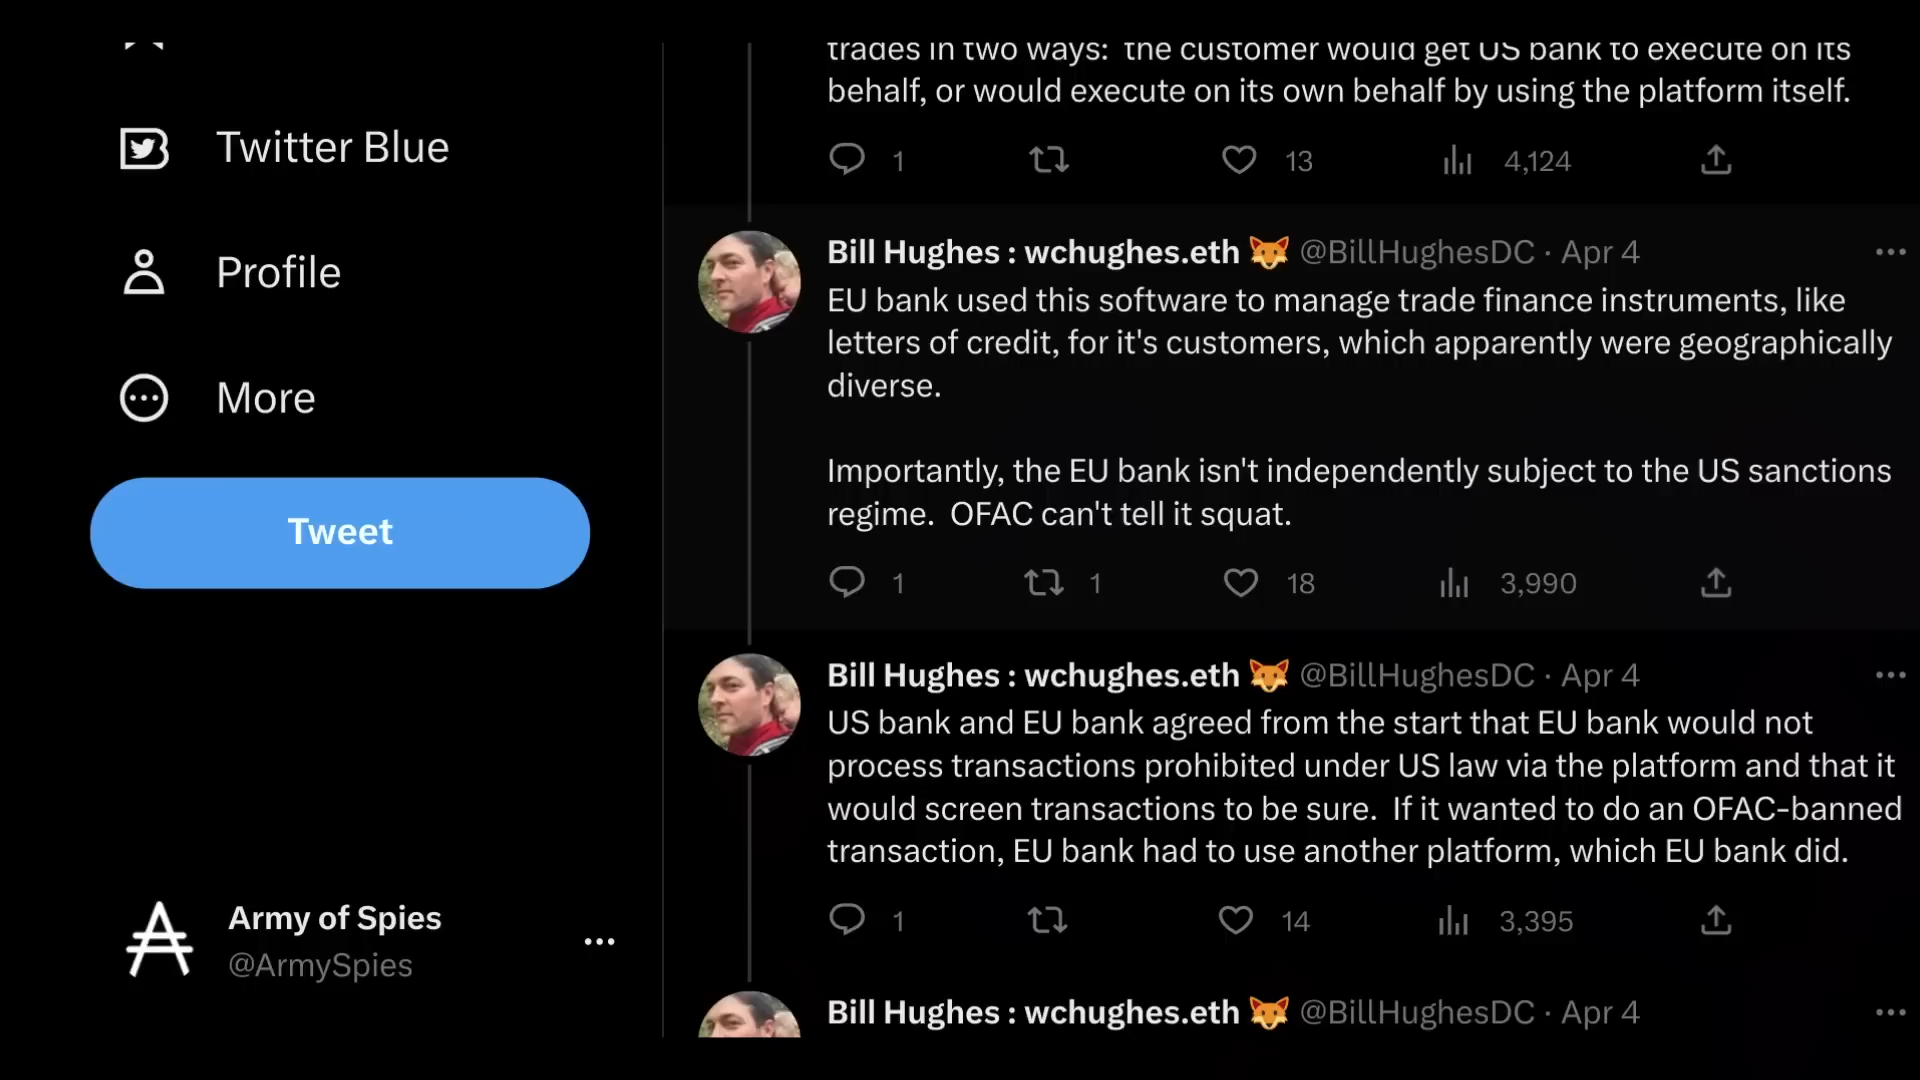 Twitter Blue
Profile
More
Tweet
Army of Spies
@ArmySpies
trades in two ways:  the customer would get US bank to execute on its
behalf, or would execute on its own behalf by using the platform itself.
1 13 4,124
Bill Hughes : wchughes.eth 🦊 @BillHughesDC · Apr 4
EU bank used this software to manage trade finance instruments, like
letters of credit, for it's customers, which apparently were geographically
diverse.
Importantly, the EU bank isn't independently subject to the US sanctions
regime.  OFAC can't tell it squat.
1 1 18 3,990
Bill Hughes : wchughes.eth 🦊 @BillHughesDC · Apr 4
US bank and EU bank agreed from the start that EU bank would not
process transactions prohibited under US law via the platform and that it
would screen transactions to be sure.  If it wanted to do an OFAC-banned
transaction, EU bank had to use another platform, which EU bank did.
1 14 3,395
Bill Hughes : wchughes.eth 🦊 @BillHughesDC · Apr 4